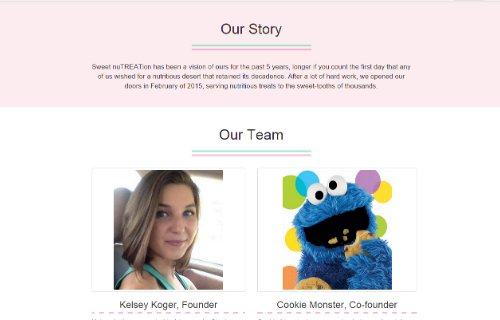 Our Story
Sweet nuTREATion has been a vision of ours for the past 5 years, longer if you count the first day that any
of us wished for a nutritious desert that retained its decadence. After a lot of hard work, we opened our
doors in February of 2015, serving nutritious treats to the sweet-tooths of thousands.
Our Team
Kelsey Koger, Founder
Cookie Monster, Co-founder